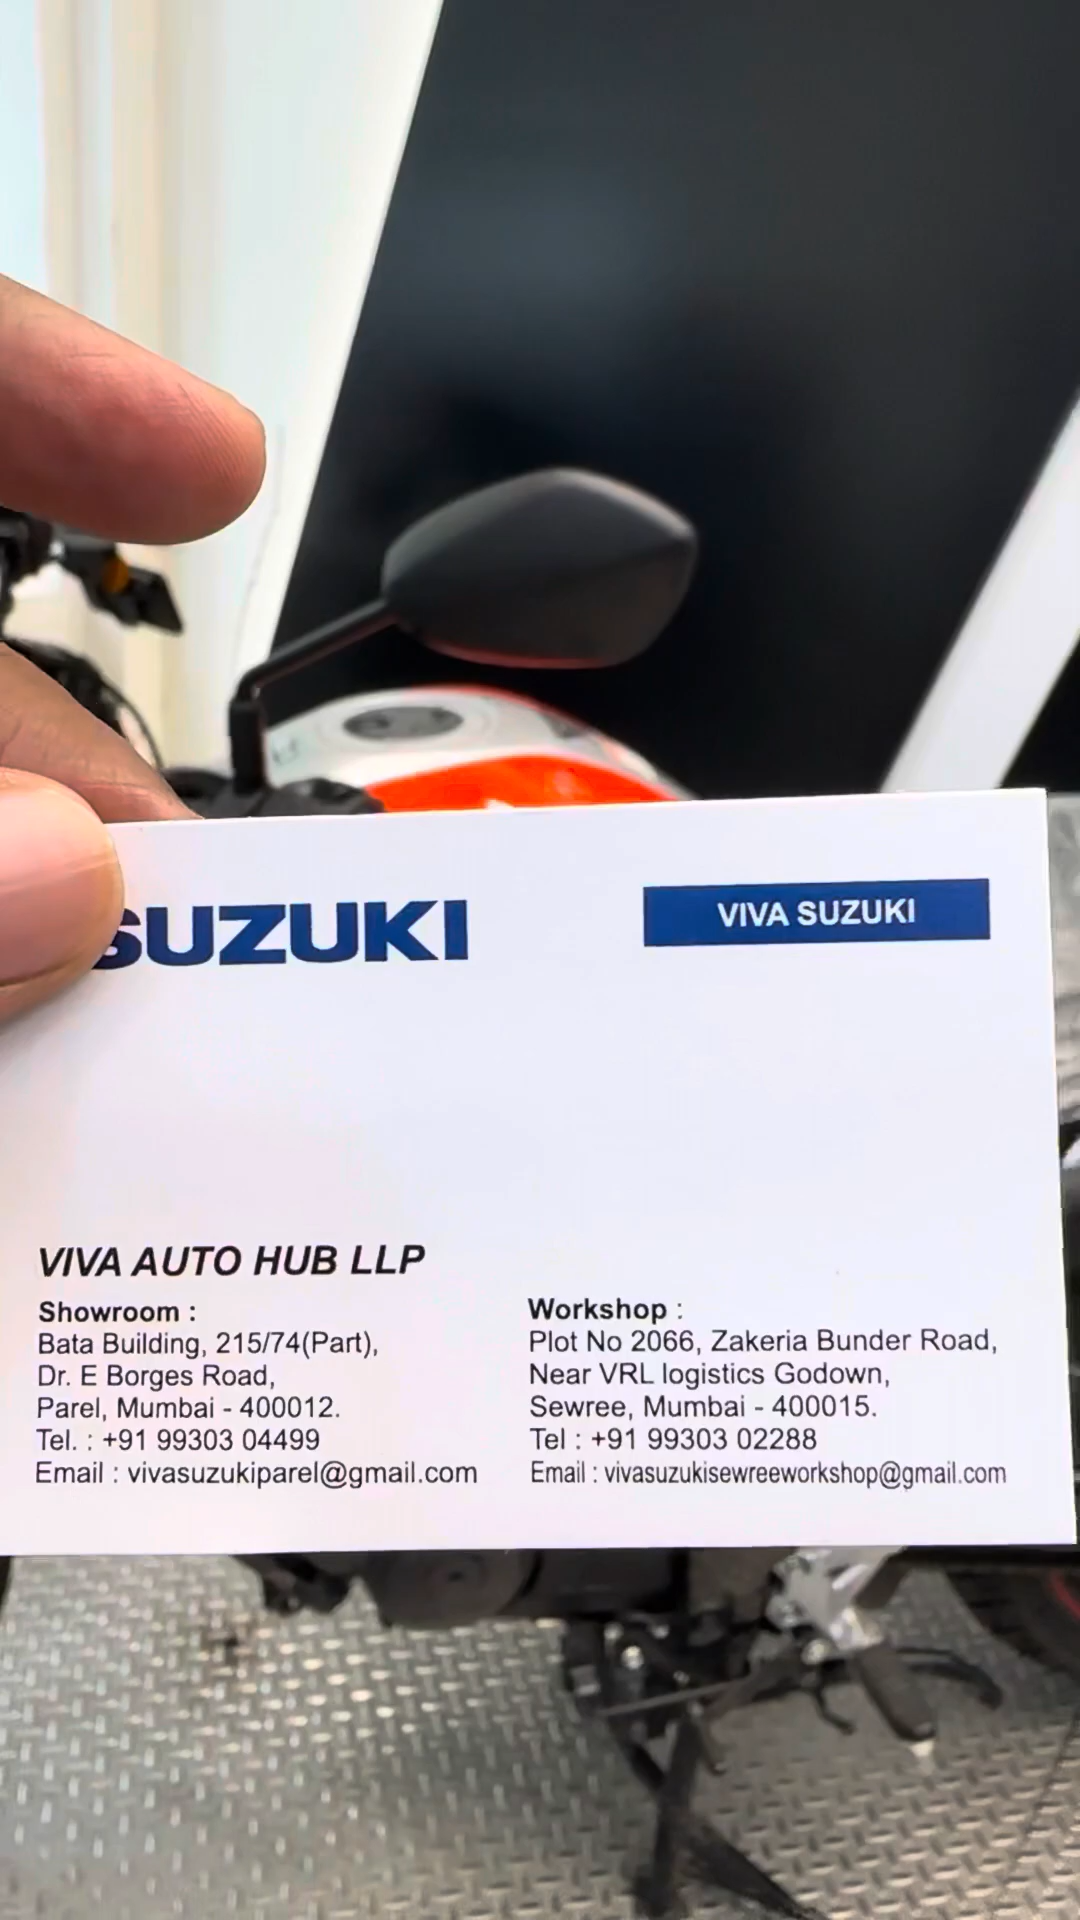 SUZUKI
VIVA SUZUKI
VIVA AUTO HUB LLP
Showroom :
Bata Building, 215/74(Part),
Dr. E Borges Road,
Parel, Mumbai - 400012.
Tel. : +91 99303 04499
Email : vivasuzukiparel@gmail.com
Workshop :
Plot No 2066, Zakeria Bunder Road,
Near VRL logistics Godown,
Sewree, Mumbai - 400015.
Tel : +91 99303 02288
Email : vivasuzukisewreeworkshop@gmail.com